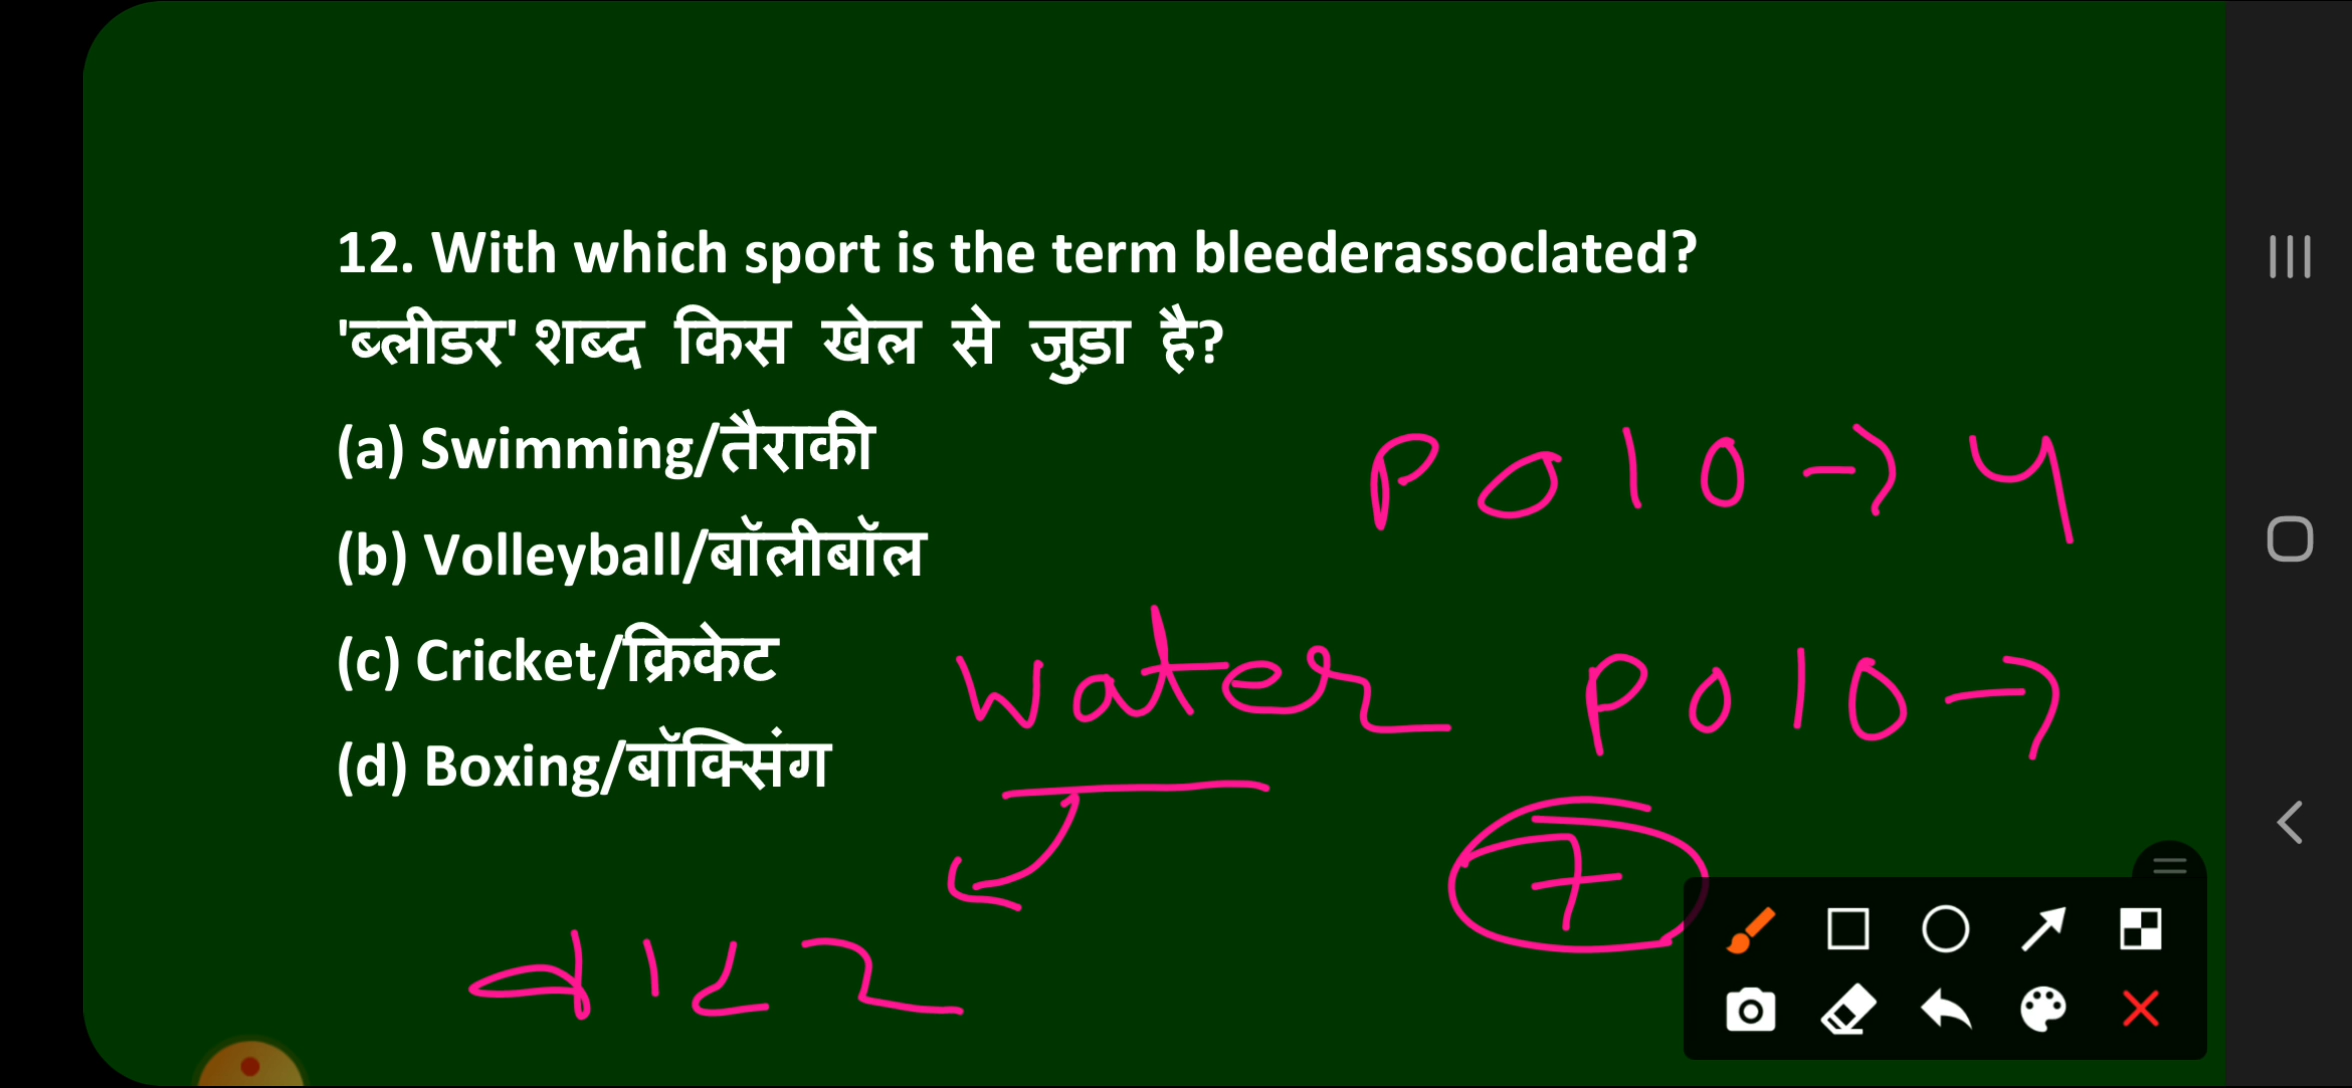 12. With which sport is the term bleederassoclated?
'ब्लीडर' शब्द किस खेल से जुड़ा है?
(a) Swimming/तैराकी
(b) Volleyball/बॉलीबॉल
(c) Cricket/क्रिकेट
(d) Boxing/बॉक्सिंग
Polo → 4
water polo →
7